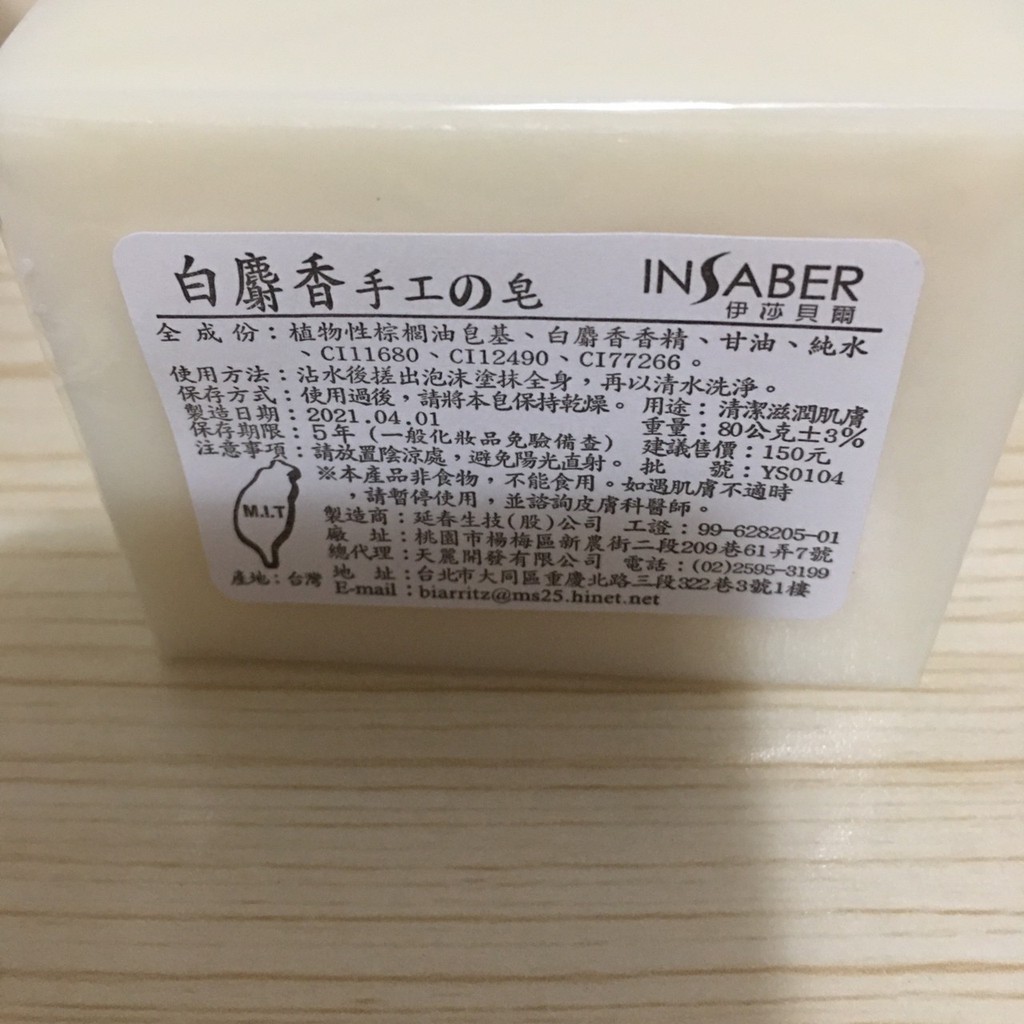 白麝香手工の皂
INSABER
伊莎貝爾
全成份：植物性棕櫚油皂基、白麝香香精、甘油、純水
、CI11680、CI12490、CI77266。
使用方法：沾水後搓出泡沫塗抹全身，再以清水洗淨。
保存方式：使用過後，請將本皂保持乾燥。 用途：清潔滋潤肌膚
製造日期：2021.04.01 重量：80公克±3%
保存期限：5年（一般化妝品免驗備查） 建議售價：150元
注意事項：請放置陰涼處，避免陽光直射。 批號：YS0104
※本產品非食物，不能食用。如遇肌膚不適時
，請暫停使用，並諮詢皮膚科醫師。
M.I.T
產地：台灣
製造商：延春生技(股)公司 工證：99-628205-01
廠址：桃園市楊梅區新農街二段209巷61弄7號
總代理：天麗開發有限公司 電話：(02)2595-3199
地址：台北市大同區重慶北路三段322巷3號1樓
E-mail：biarritz@ms25.hinet.net